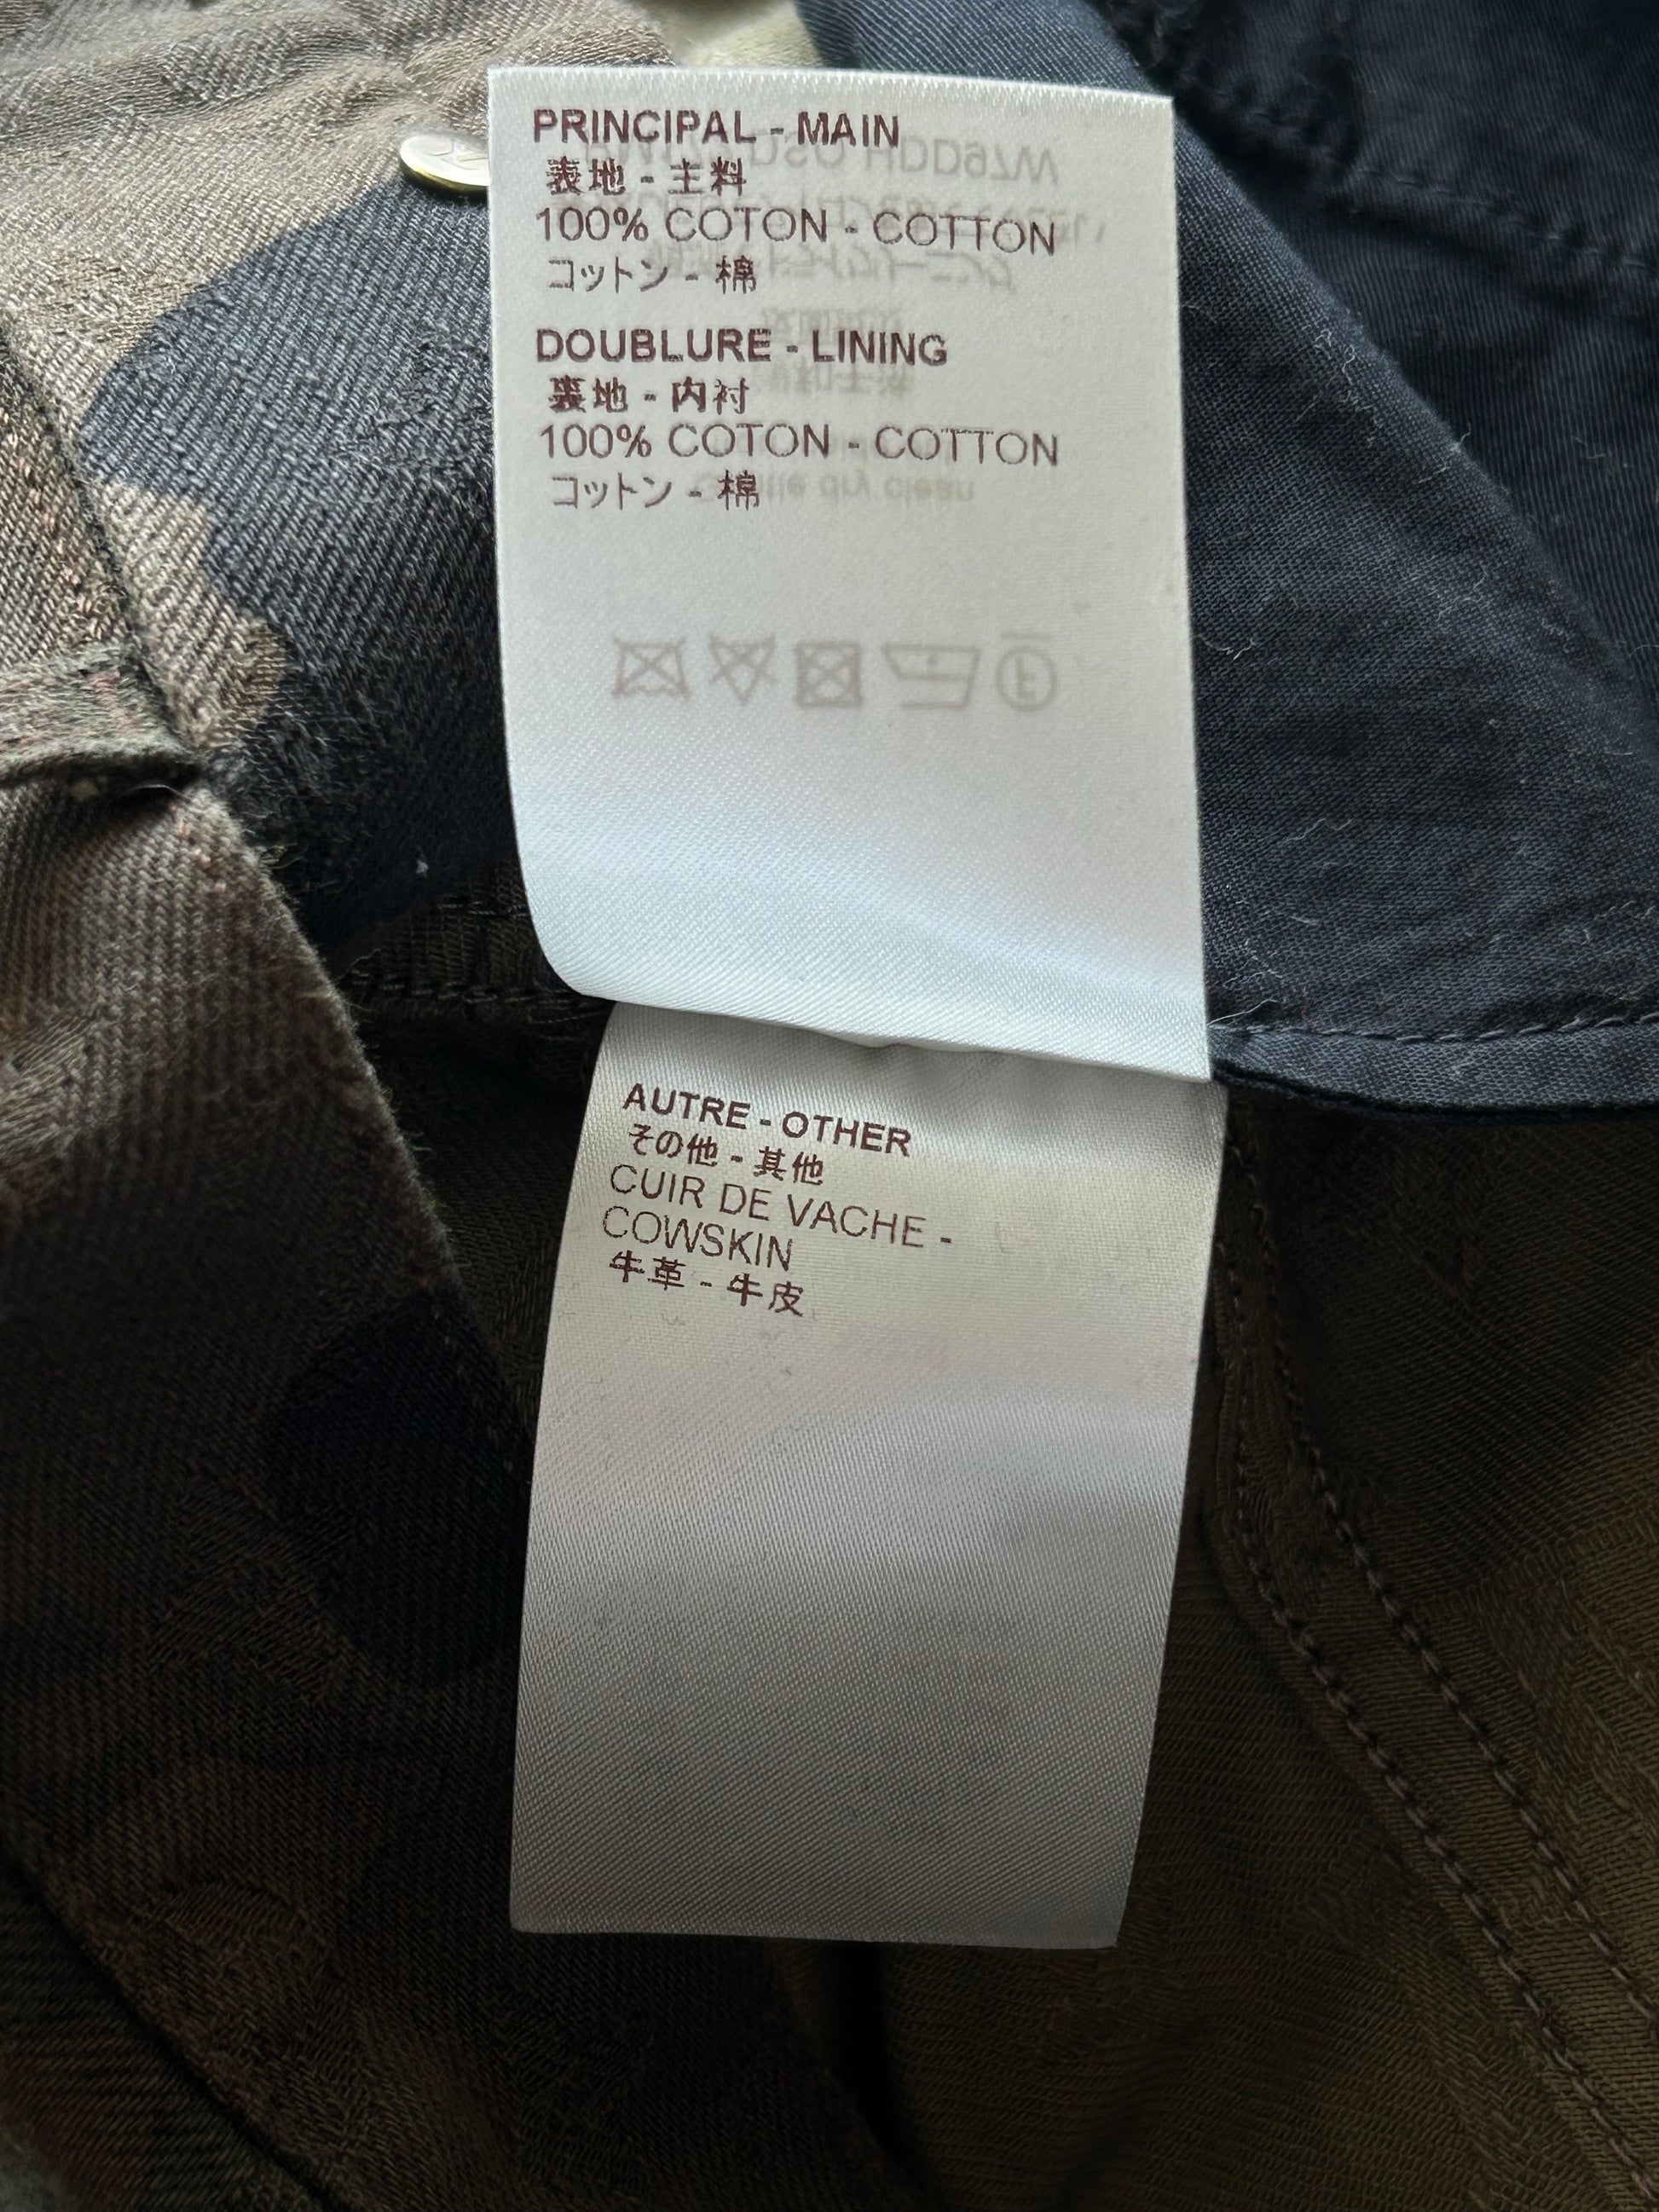 PRINCIPAL - MAIN
表地 - 主料
100% COTON - COTTON
コットン - 棉
DOUBLURE - LINING
裏地 - 内衬
100% COTON - COTTON
コットン - 棉
dry clean
AUTRE - OTHER
その他 - 其他
CUIR DE VACHE -
COWSKIN
牛革 - 牛皮